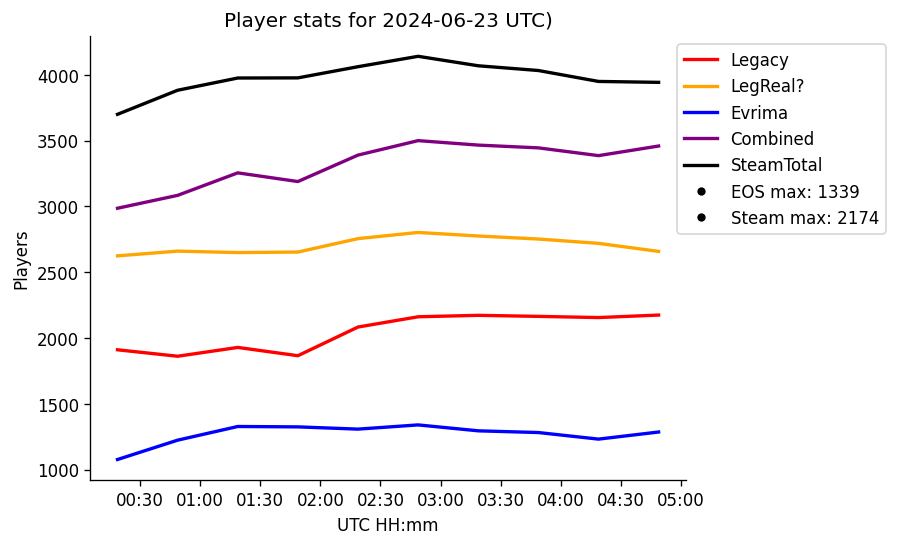 Player stats for 2024-06-23 UTC)
4000
3500
3000
2500
2000
1500
1000
Players
00:30 01:00 01:30 02:00 02:30 03:00 03:30 04:00 04:30 05:00
UTC HH:mm
Legacy
LegReal?
Evrima
Combined
SteamTotal
EOS max: 1339
Steam max: 2174